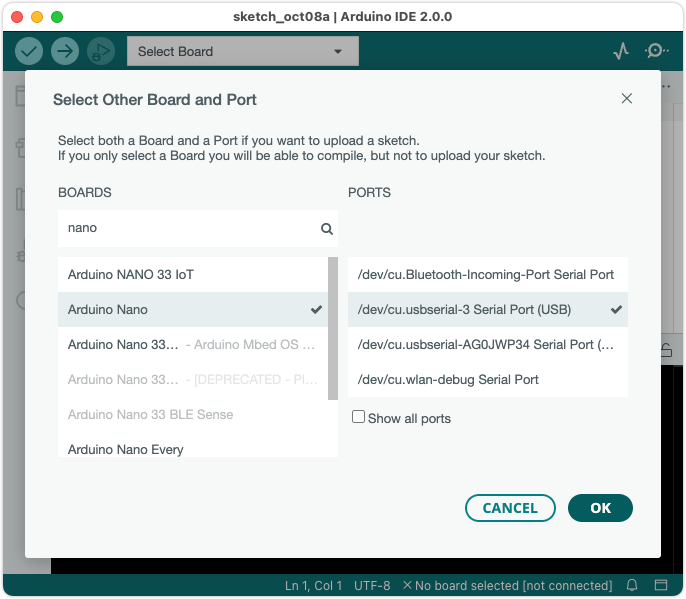 sketch_oct08a | Arduino IDE 2.0.0
Select Board
Select Other Board and Port
Select both a Board and a Port if you want to upload a sketch.
If you only select a Board you will be able to compile, but not to upload your sketch.
BOARDS
PORTS
nano
Arduino NANO 33 IoT
/dev/cu.Bluetooth-Incoming-Port Serial Port
Arduino Nano
/dev/cu.usbserial-3 Serial Port (USB)
Arduino Nano 33... - Arduino Mbed OS ...
/dev/cu.usbserial-AG0JWP34 Serial Port (...
Arduino Nano 33... - [DEPRECATED - Pl...
/dev/cu.wlan-debug Serial Port
Arduino Nano 33 BLE Sense
Show all ports
Arduino Nano Every
CANCEL
OK
Ln 1, Col 1 UTF-8 × No board selected [not connected]